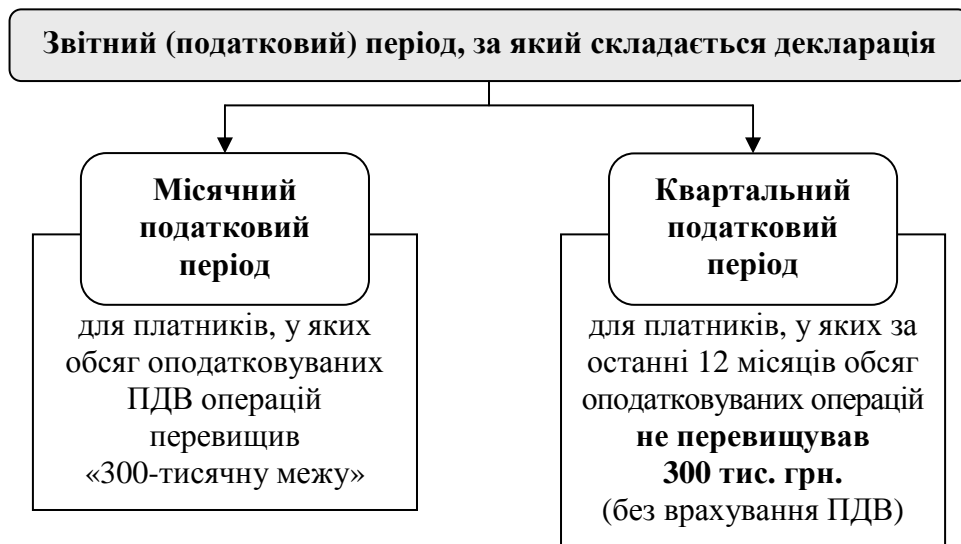 Звітний (податковий) період, за який складається декларація
Місячний
податковий
період
для платників, у яких
обсяг оподатковуваних
ПДВ операцій
перевищив
«300-тисячну межу»
Квартальний
податковий
період
для платників, у яких за
останні 12 місяців обсяг
оподатковуваних операцій
не перевищував
300 тис. грн.
(без врахування ПДВ)